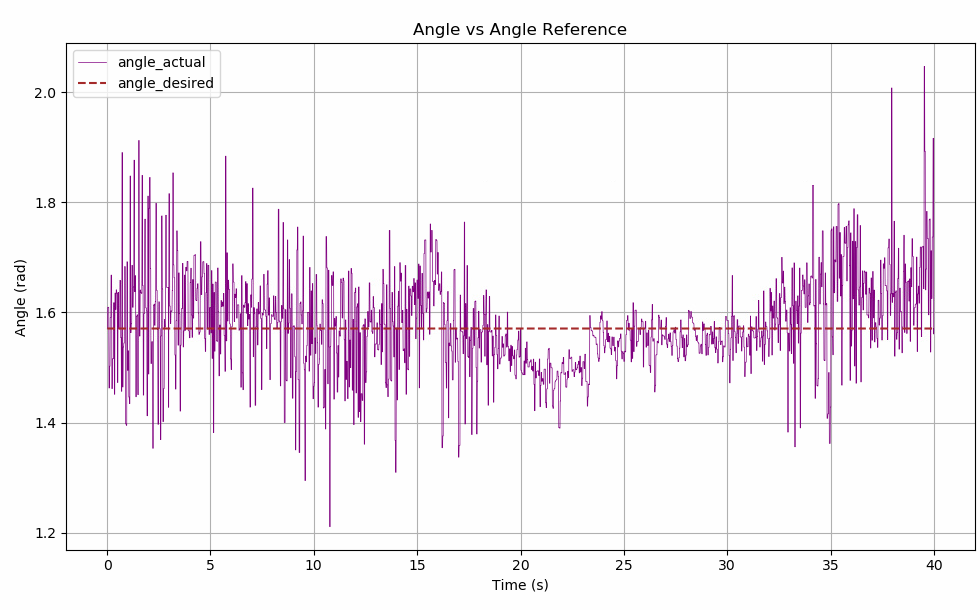 Angle vs Angle Reference
angle_actual
angle_desired
2.0
1.8
1.6
1.4
1.2
Angle (rad)
0 5 10 15 20 25 30 35 40
Time (s)